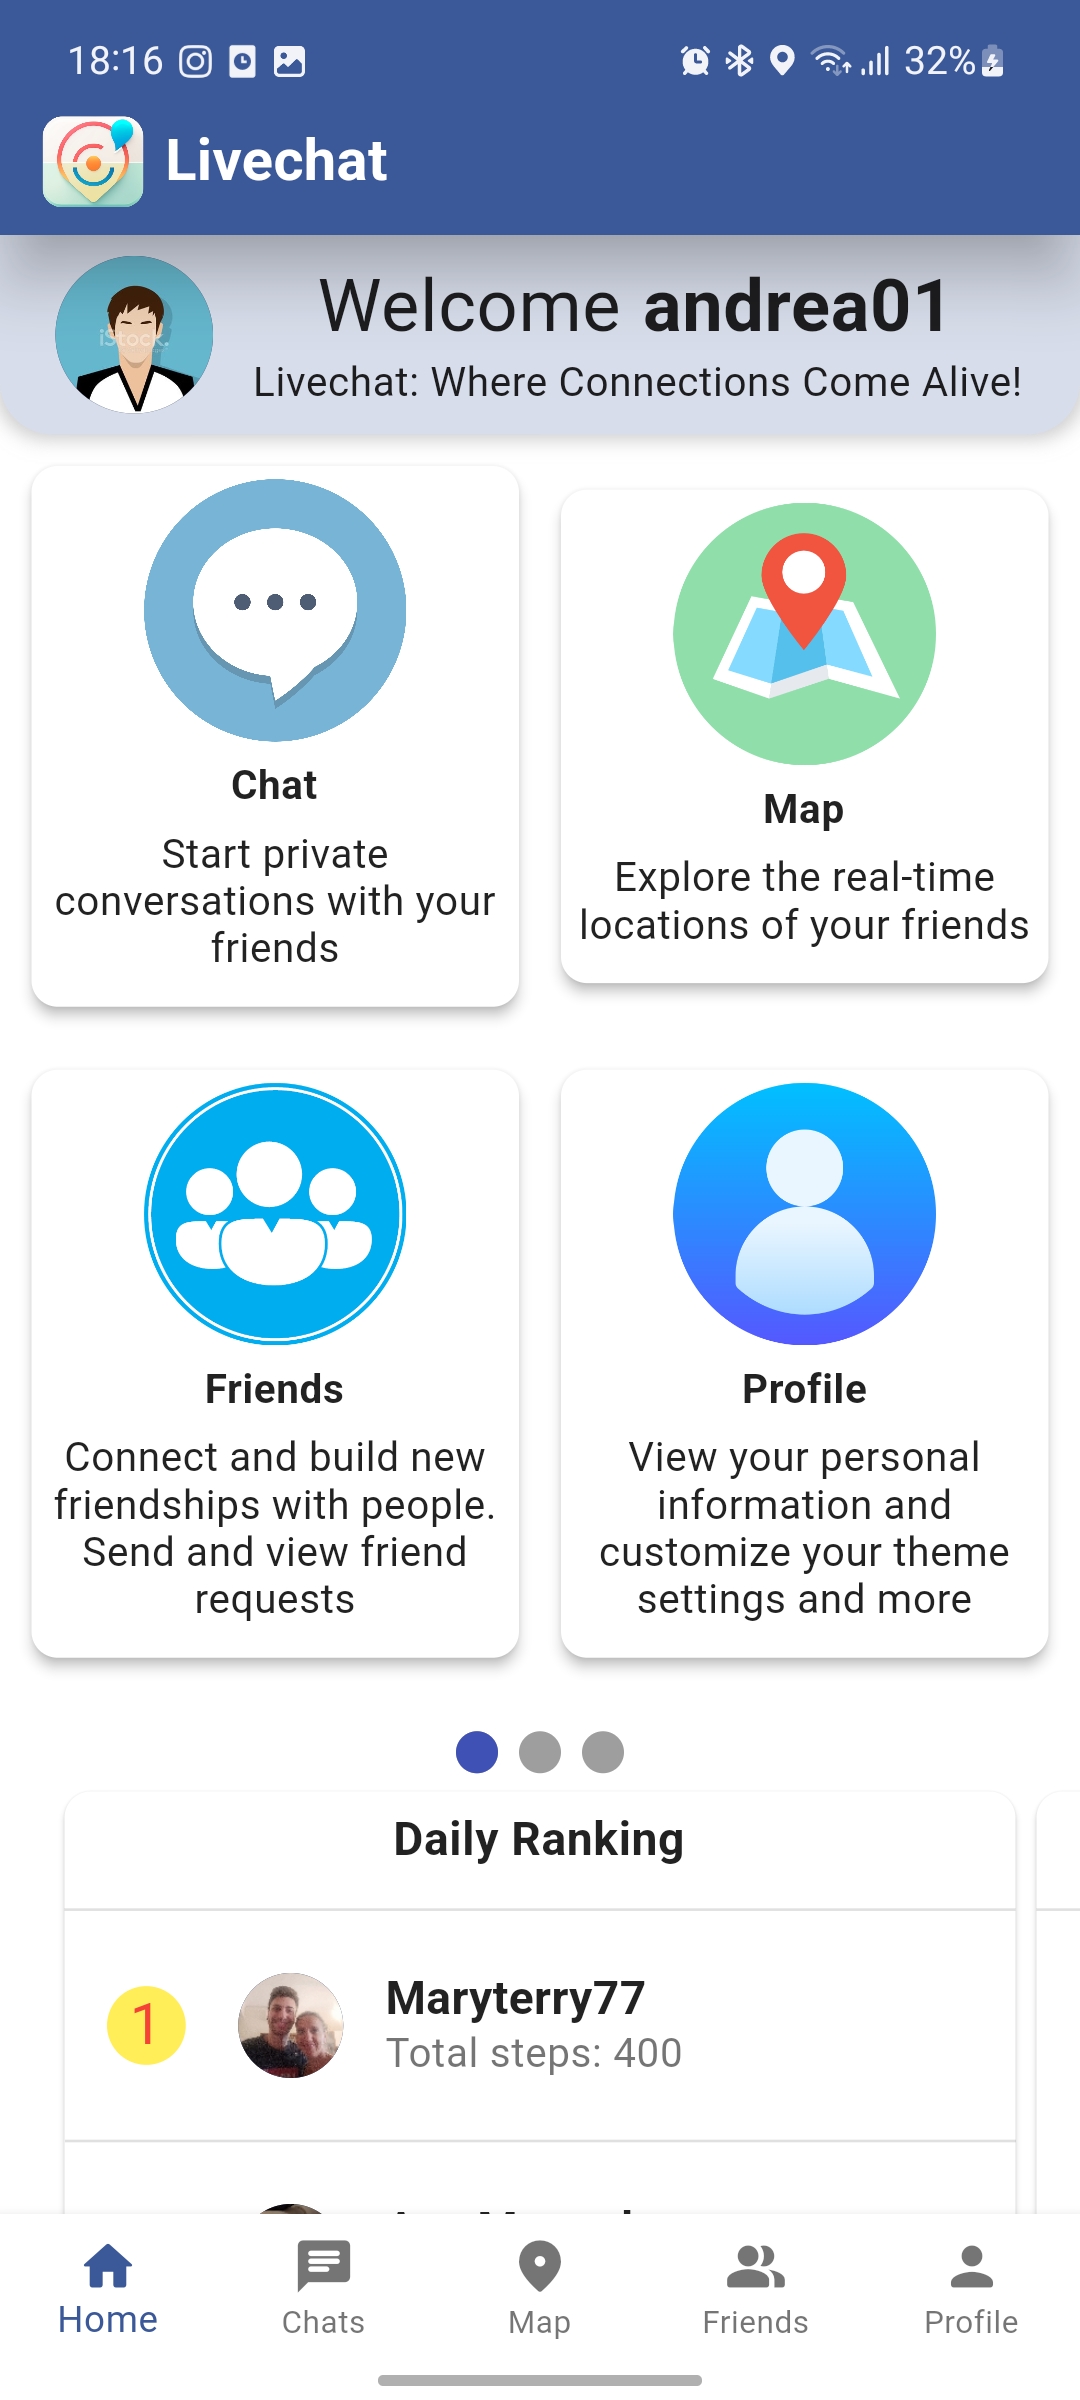 18:16
32%
Livechat
Welcome andrea01
Livechat: Where Connections Come Alive!
iStock.
Chat
Start private
conversations with your
friends
Map
Explore the real-time
locations of your friends
Friends
Connect and build new
friendships with people.
Send and view friend
requests
Profile
View your personal
information and
customize your theme
settings and more
Daily Ranking
1
Maryterry77
Total steps: 400
Home
Chats
Map
Friends
Profile